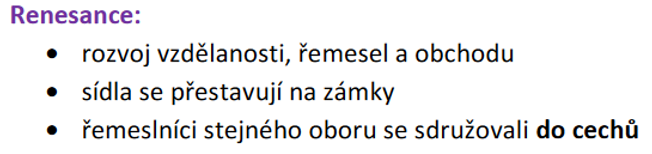 Renesance:
• rozvoj vzdělanosti, řemesel a obchodu
• sídla se přestavují na zámky
• řemeslníci stejného oboru se sdružovali do cechů